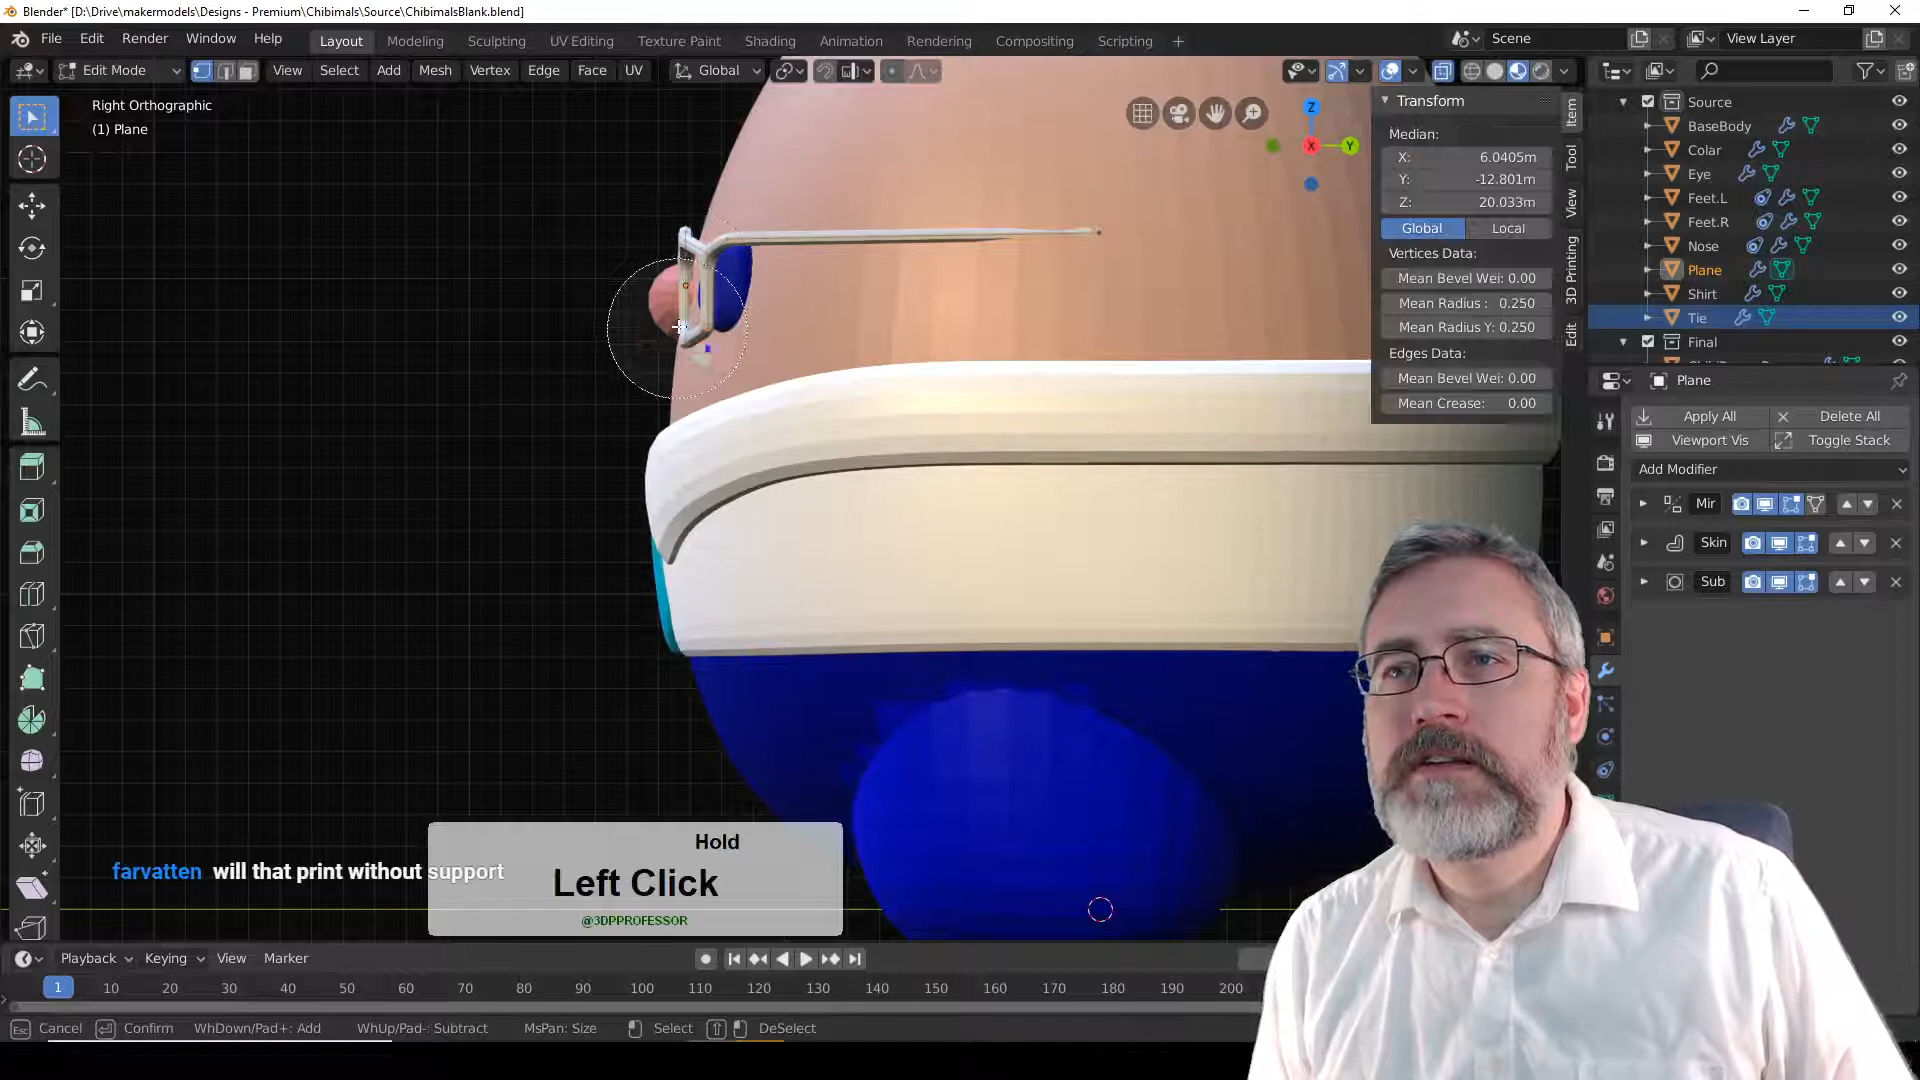 Blender* [D:\Drive\makermodels\Designs - Premium\Chibimals\Source\ChibimalsBlank.blend]
File Edit Render Window Help
Layout Modeling Sculpting UV Editing Texture Paint Shading Animation Rendering Compositing Scripting +
Scene
View Layer
Edit Mode View Select Add Mesh Vertex Edge Face UV
Global
Right Orthographic
(1) Plane
Z
Y
X
Transform
Median:
X: 6.0405m
Y: -12.801m
Z: 20.033m
Global Local
Vertices Data:
Mean Bevel Wei: 0.00
Mean Radius : 0.250
Mean Radius Y: 0.250
Edges Data:
Mean Bevel Wei: 0.00
Mean Crease: 0.00
Item
Tool
View
3D Printing
Edit
Source
BaseBody
Colar
Eye
Feet.L
Feet.R
Nose
Plane
Shirt
Tie
Final
Plane
Apply All Delete All
Viewport Vis Toggle Stack
Add Modifier
Mir
Skin
Sub
farvatten will that print without support
Hold
Left Click
@3DPPROFESSOR
Playback Keying View Marker
1 10 20 30 40 50 60 70 80 90 100 110 120 130 140 150 160 170 180 190 200
Esc Cancel Confirm WhDown/Pad+: Add WhUp/Pad-: Subtract MsPan: Size Select DeSelect